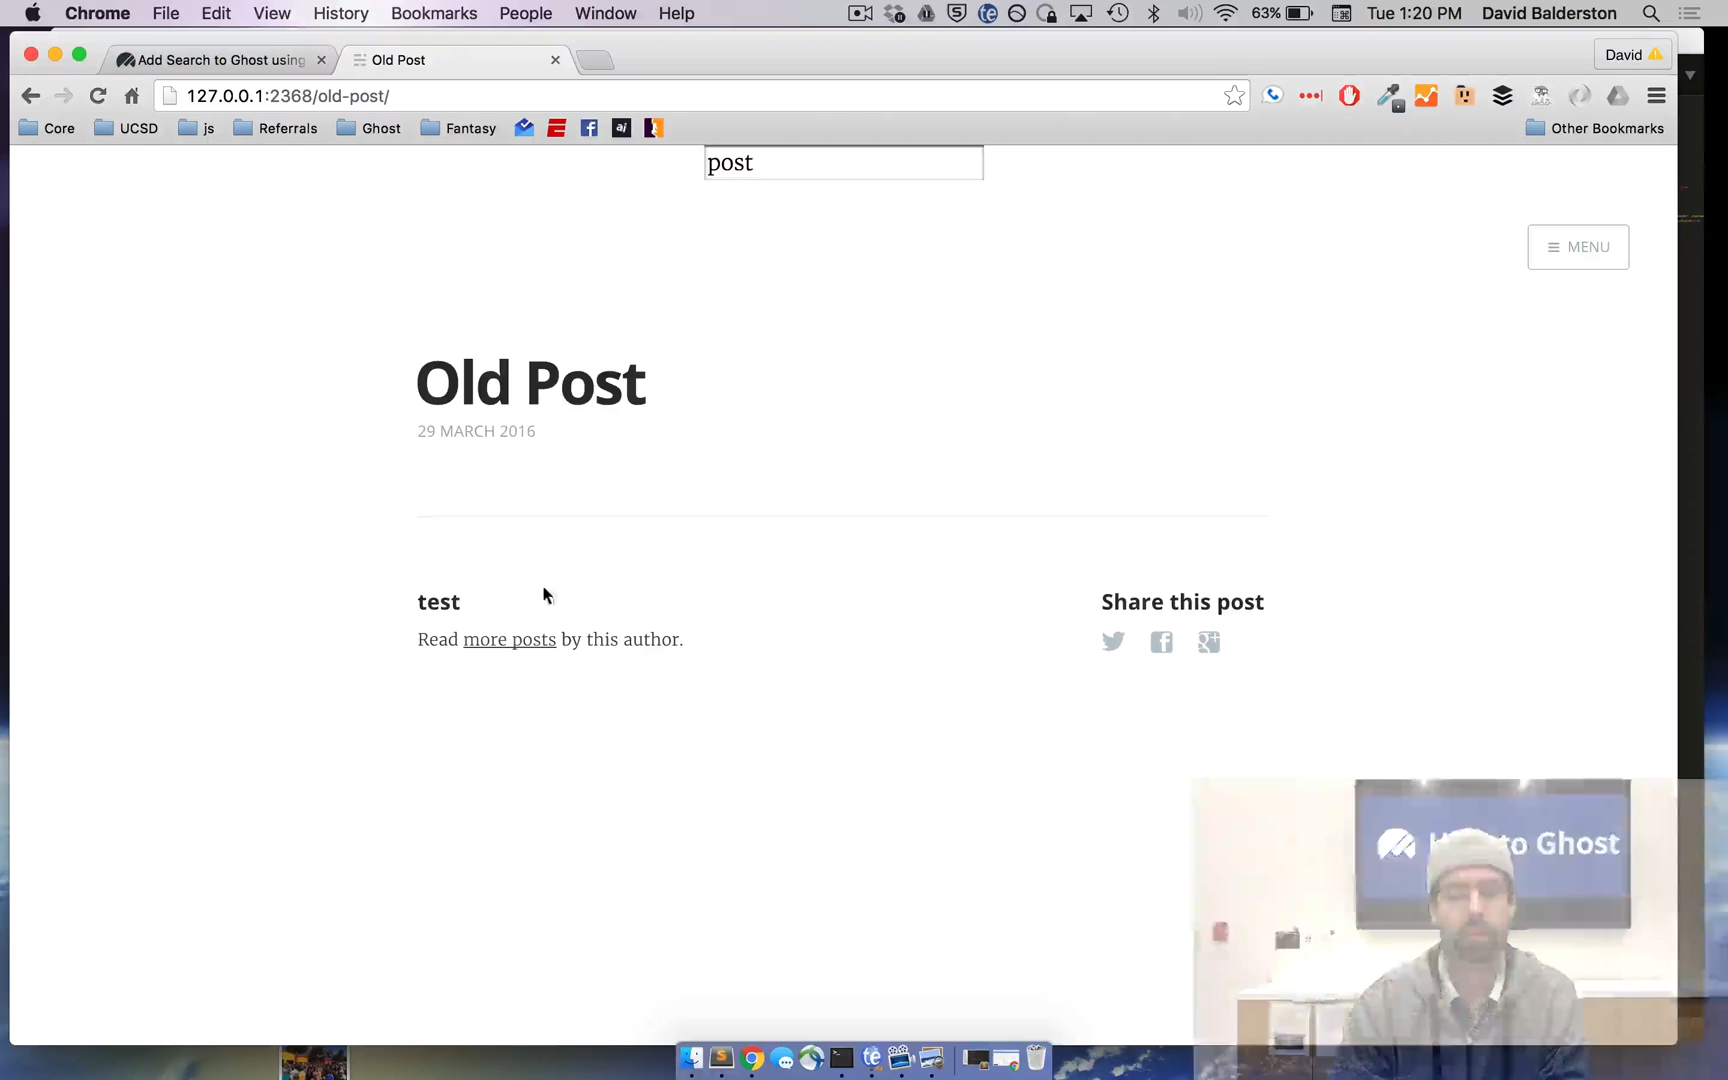 Chrome File Edit View History Bookmarks People Window Help 63% Tue 1:20 PM David Balderston
Add Search to Ghost using
Old Post
David
127.0.0.1:2368/old-post/
Core UCSD js Referrals Ghost Fantasy ai Other Bookmarks
post
MENU
Old Post
29 MARCH 2016
test
Share this post
Read more posts by this author.
to Ghost